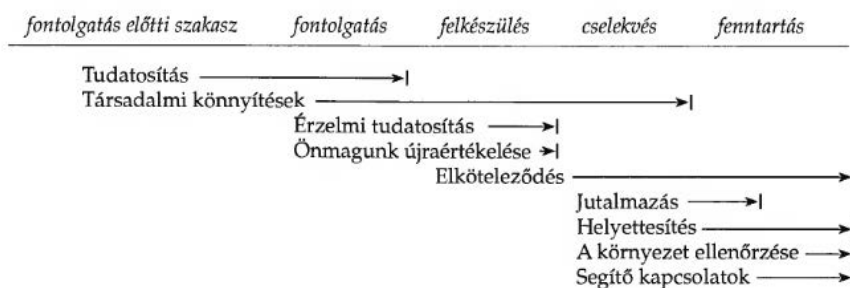 fontolgatás előtti szakasz fontolgatás felkészülés cselekvés fenntartás
Tudatosítás
Társadalmi könnyítések
Érzelmi tudatosítás
Önmagunk újraértékelése
Elköteleződés
Jutalmazás
Helyettesítés
A környezet ellenőrzése
Segítő kapcsolatok